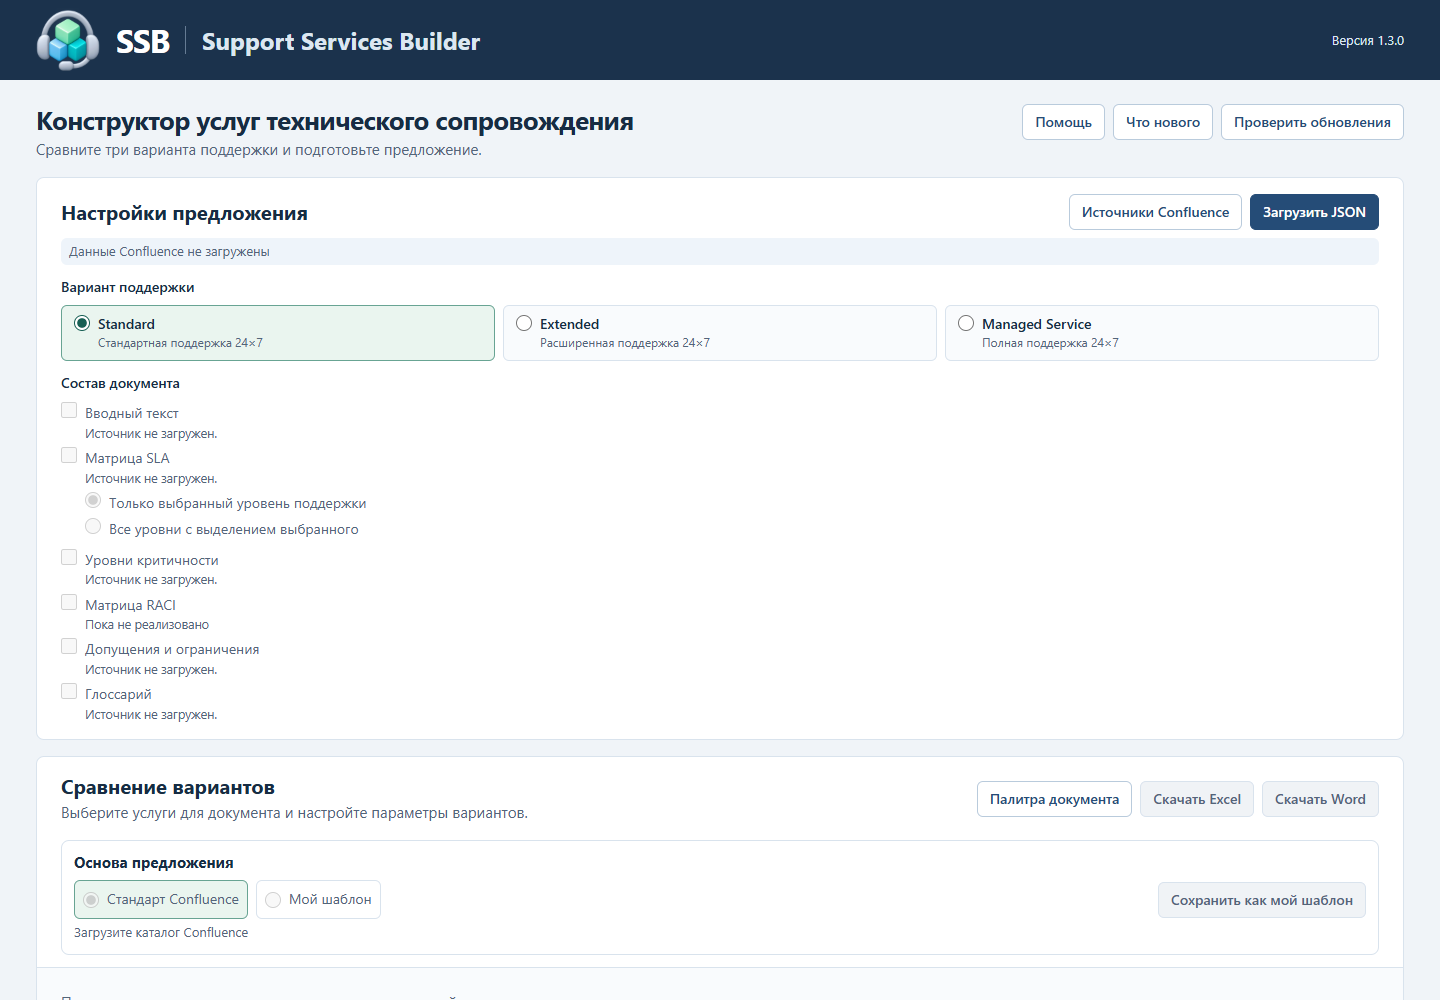 SSB
Support Services Builder
Версия 1.3.0
Конструктор услуг технического сопровождения
Сравните три варианта поддержки и подготовьте предложение.
Помощь
Что нового
Проверить обновления
Настройки предложения
Источники Confluence
Загрузить JSON
Данные Confluence не загружены
Вариант поддержки
Standard
Стандартная поддержка 24×7
Extended
Расширенная поддержка 24×7
Managed Service
Полная поддержка 24×7
Состав документа
Вводный текст
Источник не загружен.
Матрица SLA
Источник не загружен.
Только выбранный уровень поддержки
Все уровни с выделением выбранного
Уровни критичности
Источник не загружен.
Матрица RACI
Пока не реализовано
Допущения и ограничения
Источник не загружен.
Глоссарий
Источник не загружен.
Сравнение вариантов
Выберите услуги для документа и настройте параметры вариантов.
Палитра документа
Скачать Excel
Скачать Word
Основа предложения
Стандарт Confluence
Мой шаблон
Сохранить как мой шаблон
Загрузите каталог Confluence